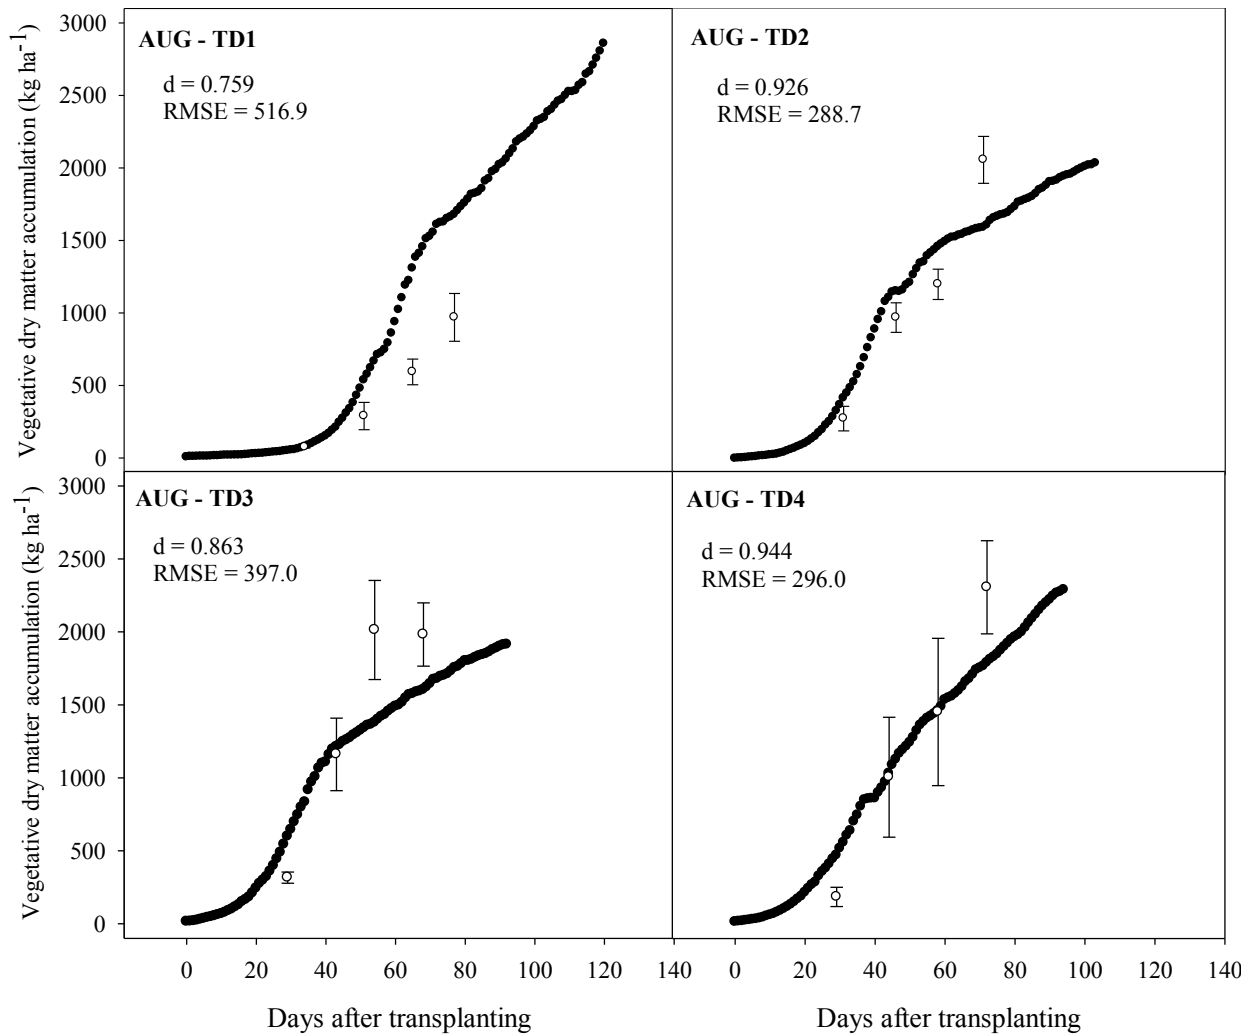 Vegetative dry matter accumulation (kg ha-1)
3000
2500
2000
1500
1000
500
0
AUG - TD1
d = 0.759
RMSE = 516.9
AUG - TD2
d = 0.926
RMSE = 288.7
Vegetative dry matter accumulation (kg ha-1)
3000
2500
2000
1500
1000
500
0
AUG - TD3
d = 0.863
RMSE = 397.0
AUG - TD4
d = 0.944
RMSE = 296.0
0 20 40 60 80 100 120 140
0 20 40 60 80 100 120 140
Days after transplanting
Days after transplanting